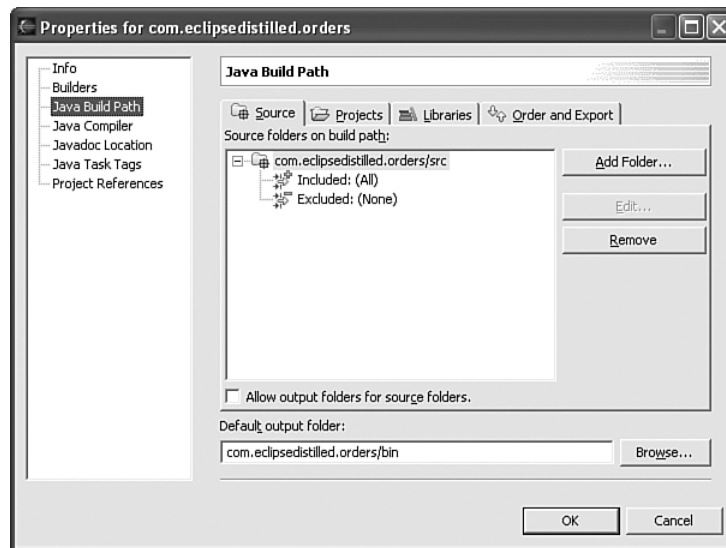 Properties for com.eclipsedistilled.orders
Info
Builders
Java Build Path
Java Compiler
Javadoc Location
Java Task Tags
Project References
Java Build Path
Source
Projects
Libraries
Order and Export
Source folders on build path:
com.eclipsedistilled.orders/src
Included: (All)
Excluded: (None)
Add Folder...
Edit...
Remove
Allow output folders for source folders.
Default output folder:
com.eclipsedistilled.orders/bin
Browse...
OK
Cancel